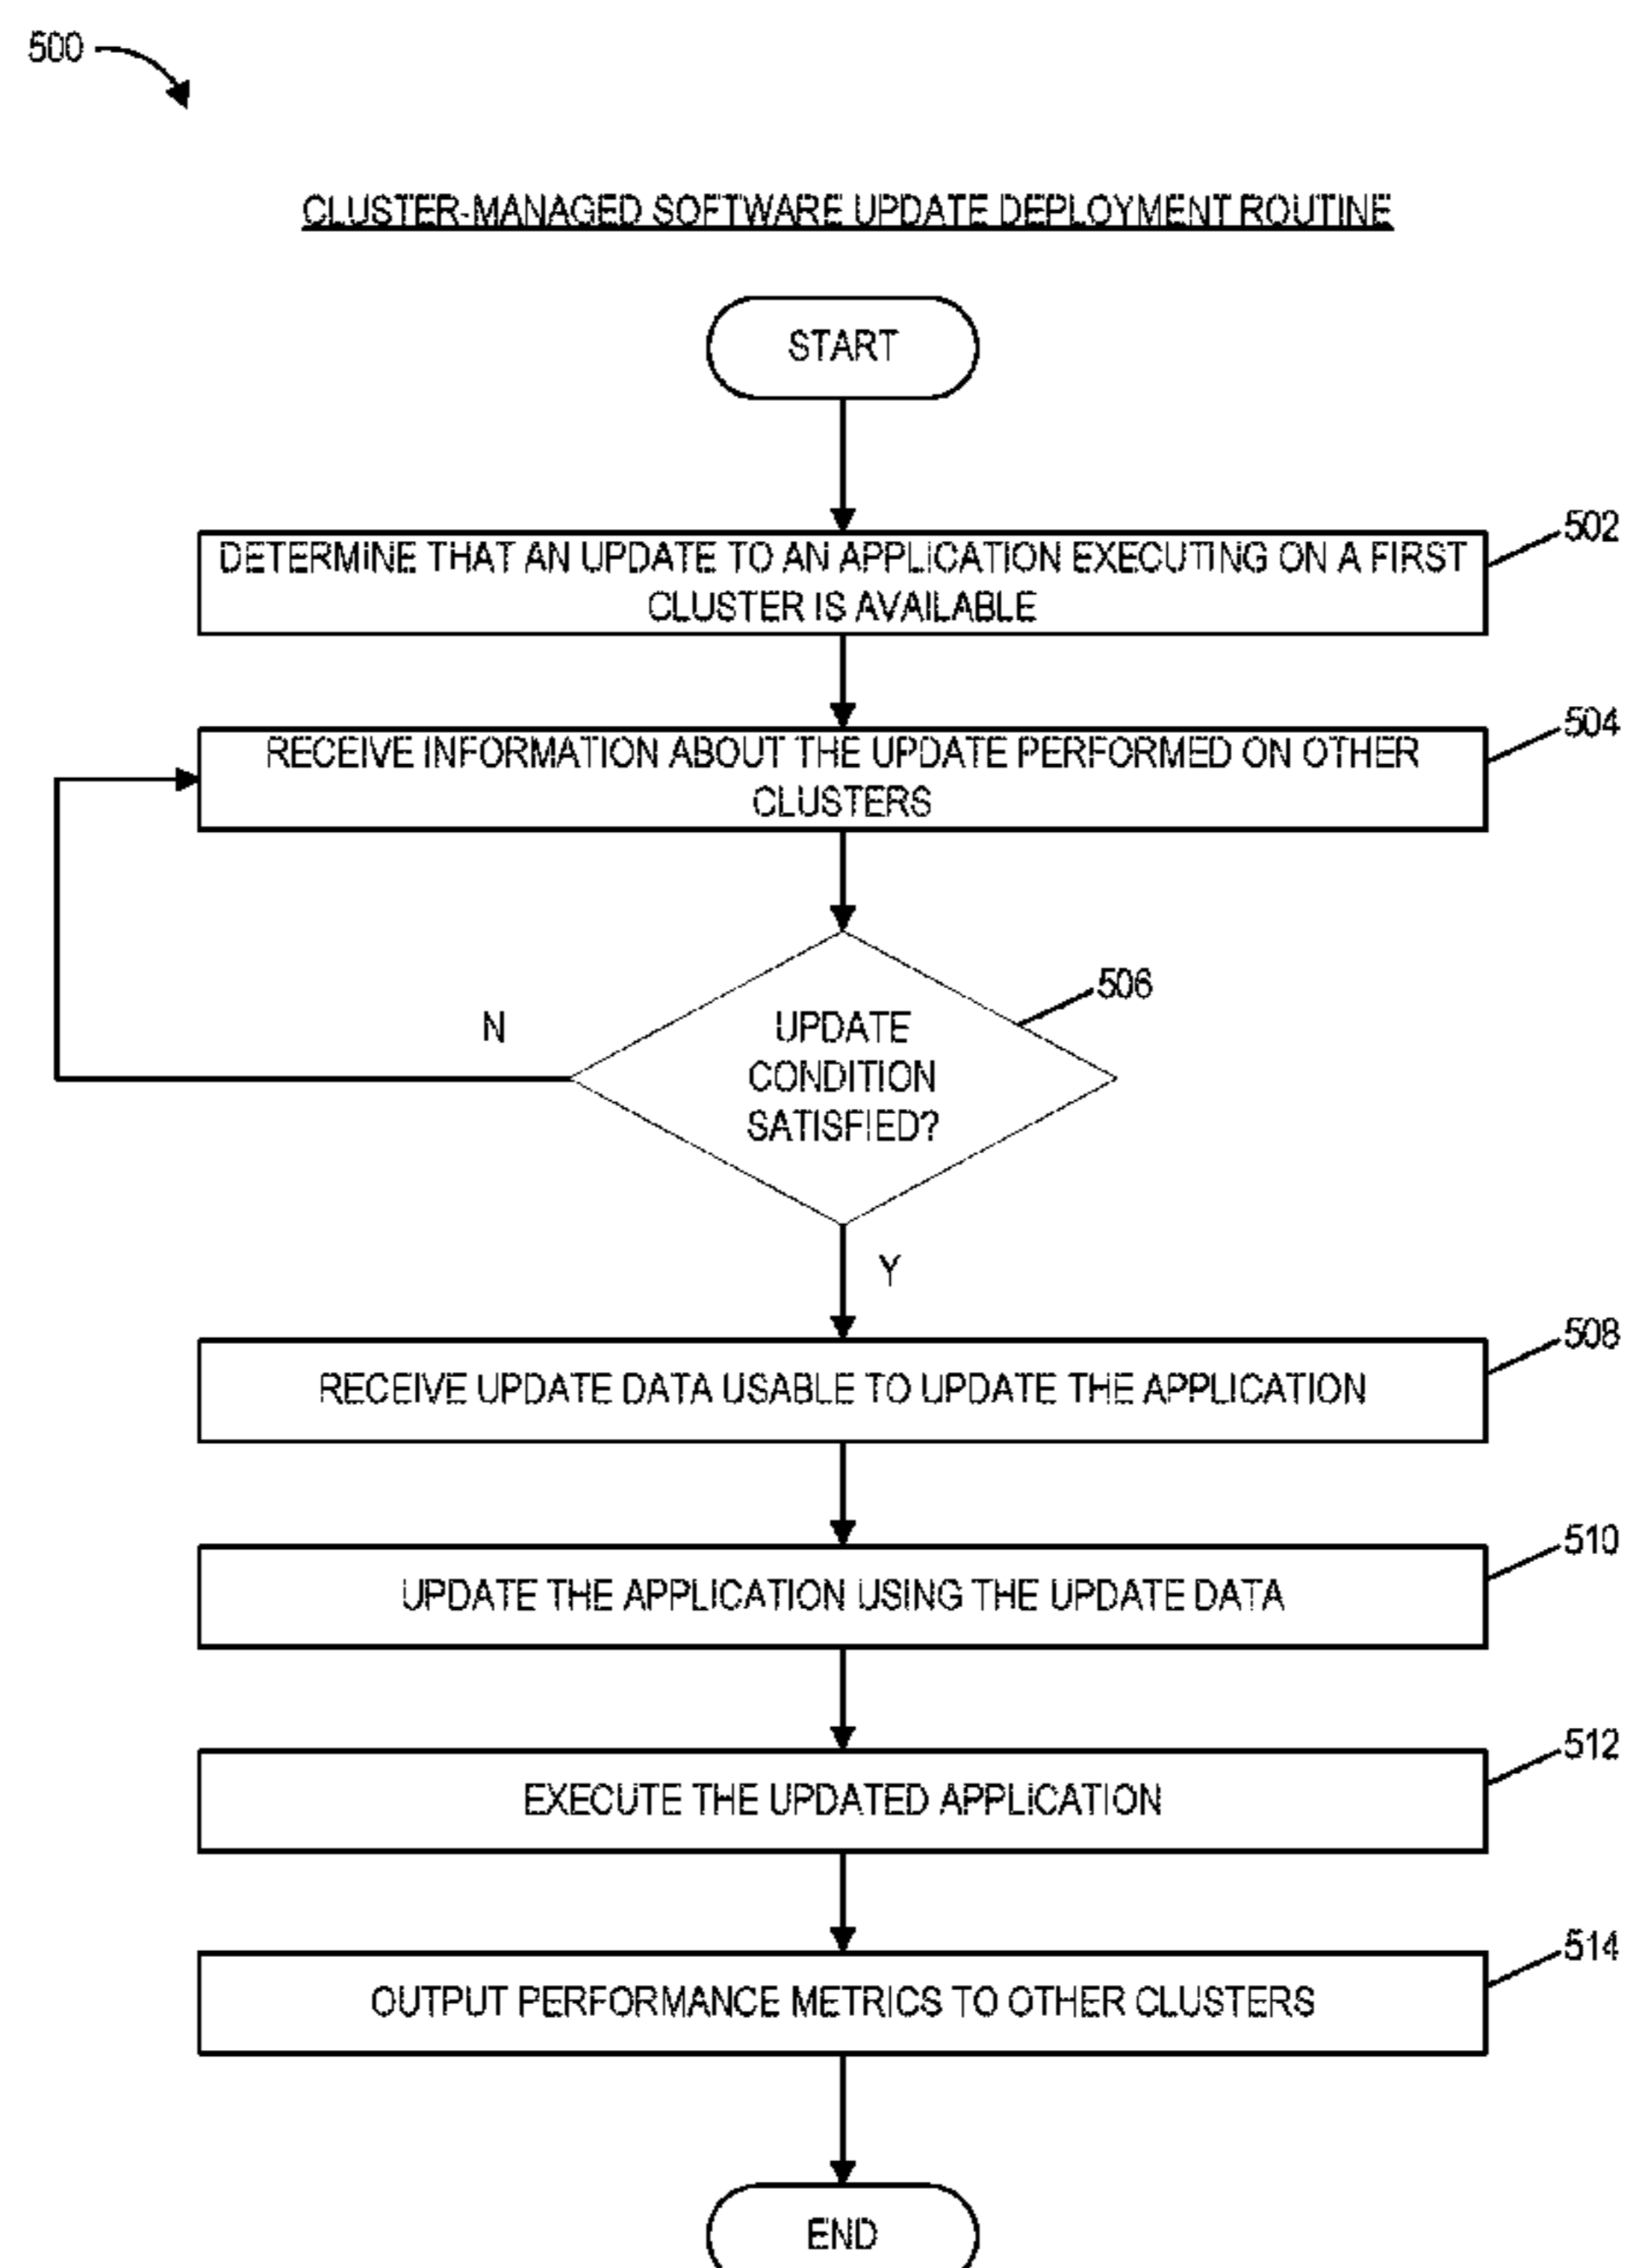 500
CLUSTER-MANAGED SOFTWARE UPDATE DEPLOYMENT ROUTINE
START
502
DETERMINE THAT AN UPDATE TO AN APPLICATION EXECUTING ON A FIRST
CLUSTER IS AVAILABLE
504
RECEIVE INFORMATION ABOUT THE UPDATE PERFORMED ON OTHER
CLUSTERS
506
N
UPDATE
CONDITION
SATISFIED?
Y
508
RECEIVE UPDATE DATA USABLE TO UPDATE THE APPLICATION
510
UPDATE THE APPLICATION USING THE UPDATE DATA
512
EXECUTE THE UPDATED APPLICATION
514
OUTPUT PERFORMANCE METRICS TO OTHER CLUSTERS
END